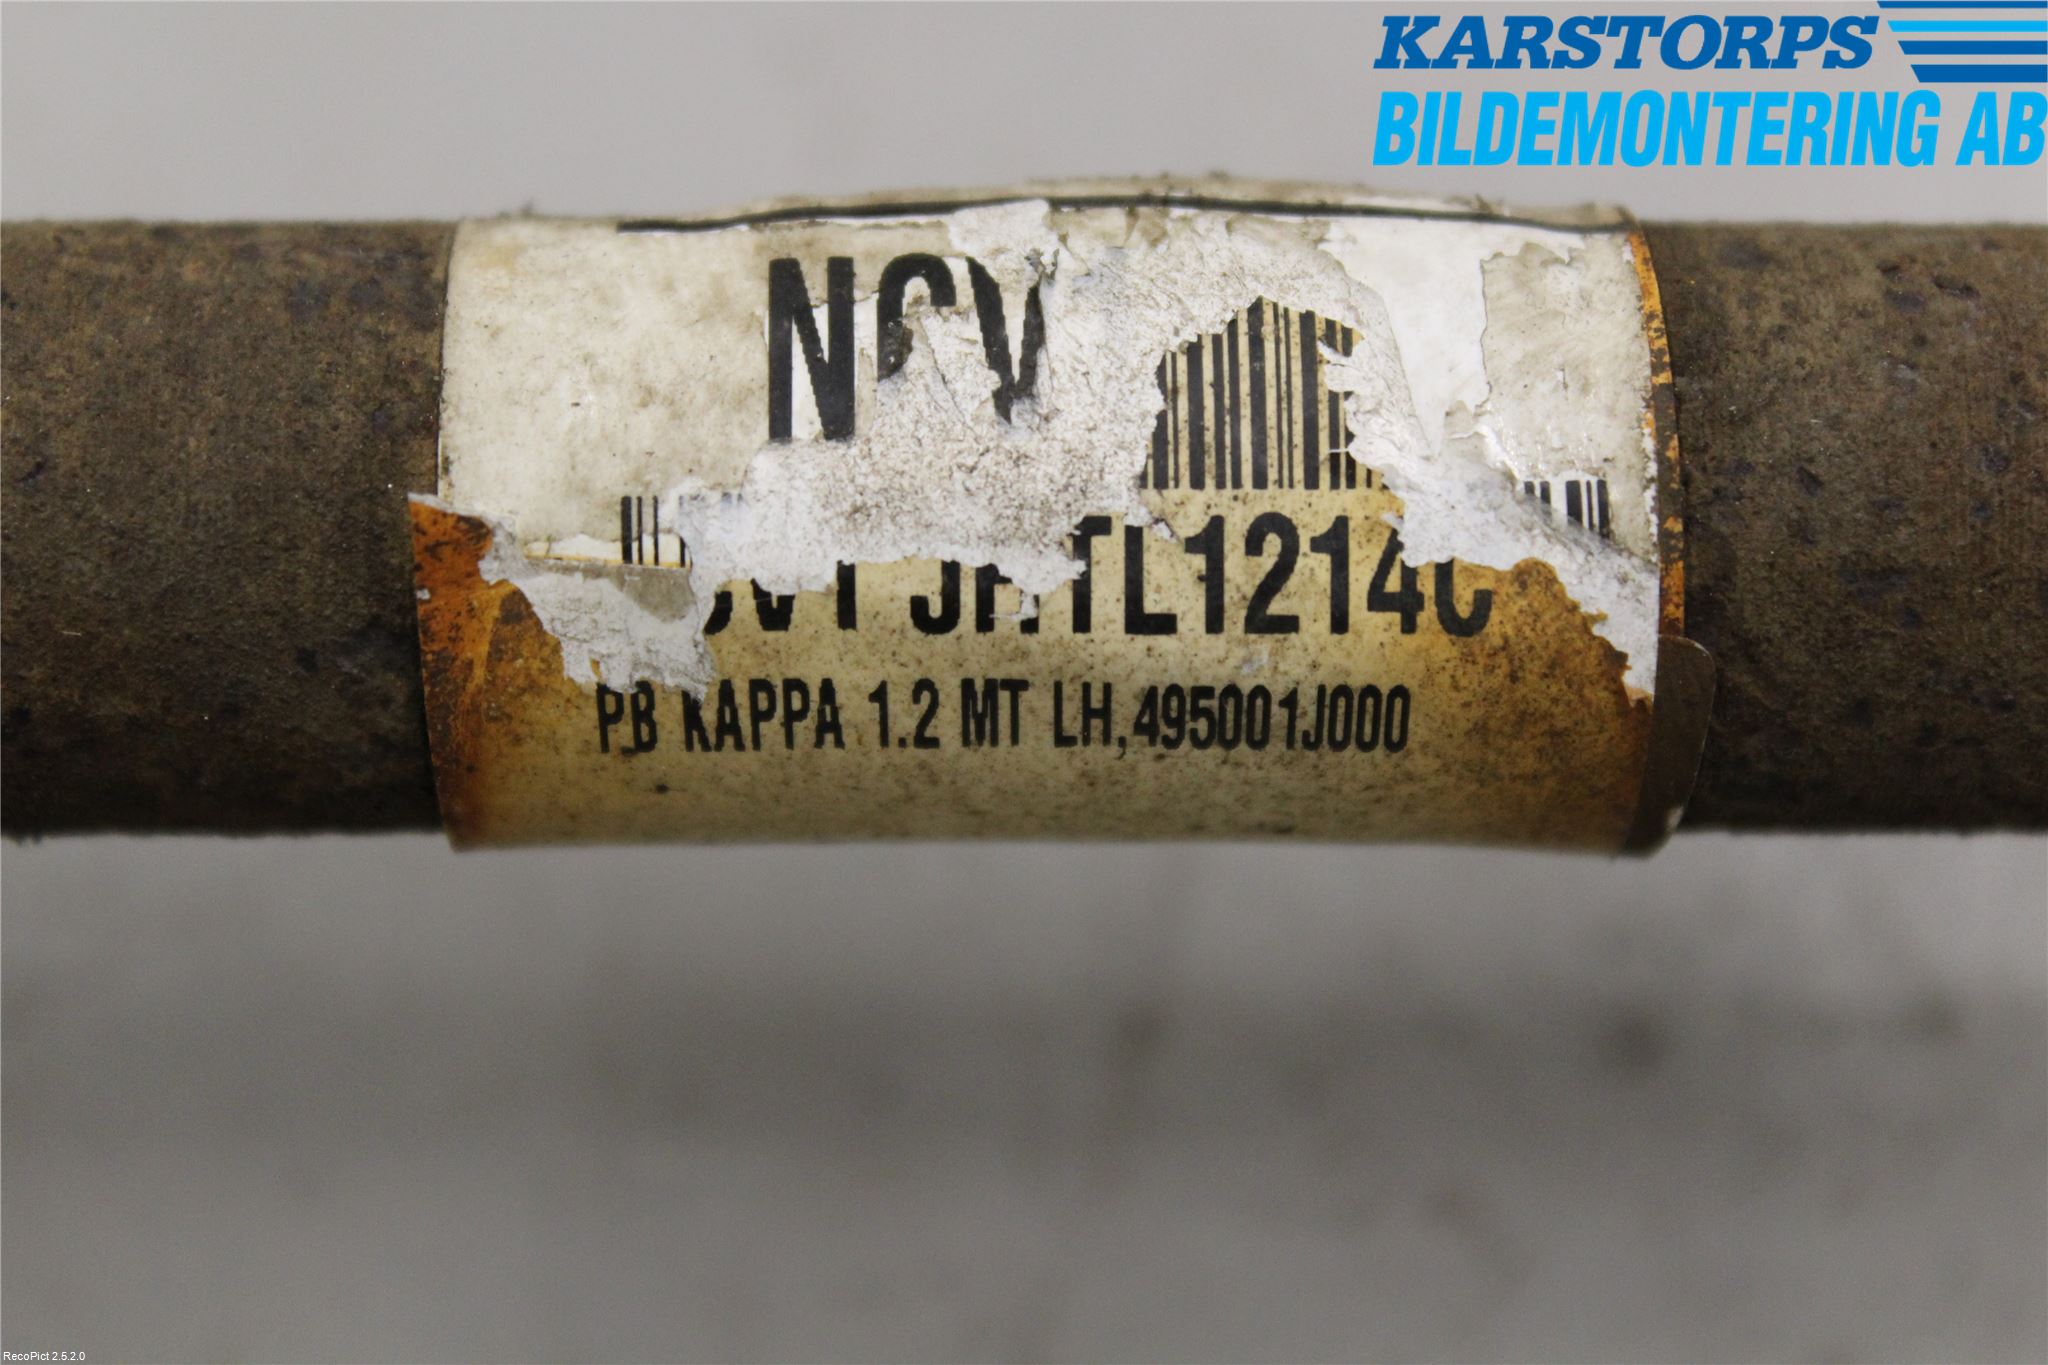 KARSTORPS
BILDEMONTERING AB
NCV
PB KAPPA 1.2 MT LH,495001J000
RecoPict 2.5.2.0